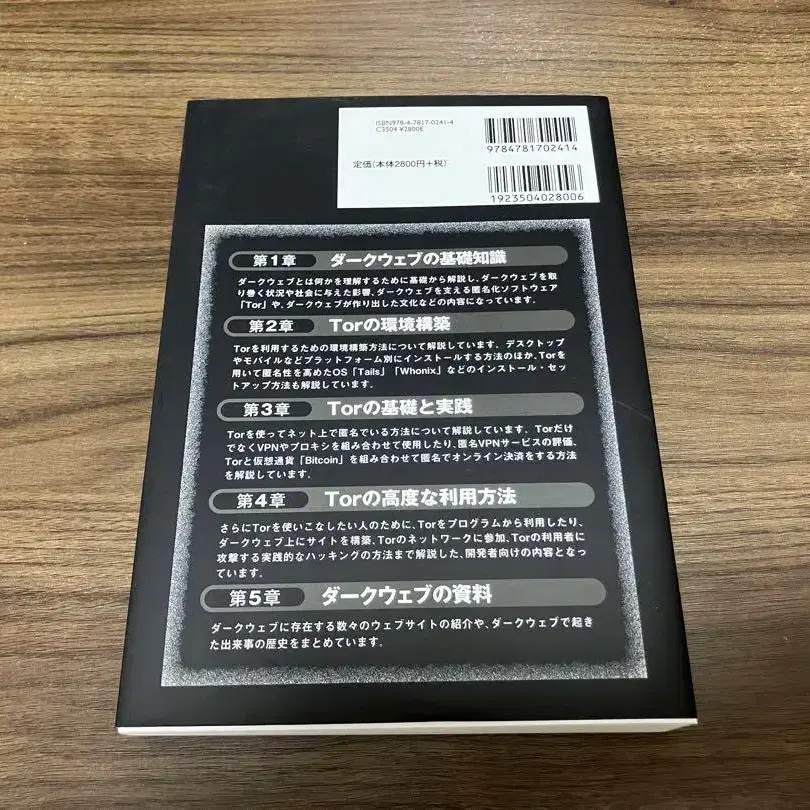 ISBN978-4-7817-0241-4
C3504 ¥2800E
9784781702414
定価(本体2800円+税)
1923504028006
第1章 ダークウェブの基礎知識
ダークウェブとは何かを理解するために基礎から解説し、ダークウェブを取
り巻く状況や社会に与えた影響、ダークウェブを支える匿名化ソフトウェア
「Tor」や、ダークウェブが作り出した文化などの内容になっています。
第2章 Torの環境構築
Torを利用するための環境構築方法について解説しています。デスクトップ
やモバイルなどプラットフォーム別にインストールする方法のほか、Torを
用いて匿名性を高めたOS「Tails」「Whonix」などのインストール・セッ
トアップ方法も解説しています。
第3章 Torの基礎と実践
Torを使ってネット上で匿名でいる方法について解説しています。Torだけ
でなくVPNやプロキシを組み合わせて使用したり、匿名VPNサービスの評価、
Torと仮想通貨「Bitcoin」を組み合わせて匿名でオンライン決済をする方法
を解説しています。
第4章 Torの高度な利用方法
さらにTorを使いこなしたい人のために、Torをプログラムから利用したり、
ダークウェブ上にサイトを構築、Torのネットワークに参加、Torの利用者に
攻撃する実践的なハッキングの方法まで解説した、開発者向けの内容となっ
ています。
第5章 ダークウェブの資料
ダークウェブに存在する数々のウェブサイトの紹介や、ダークウェブで起き
た出来事の歴史をまとめています。